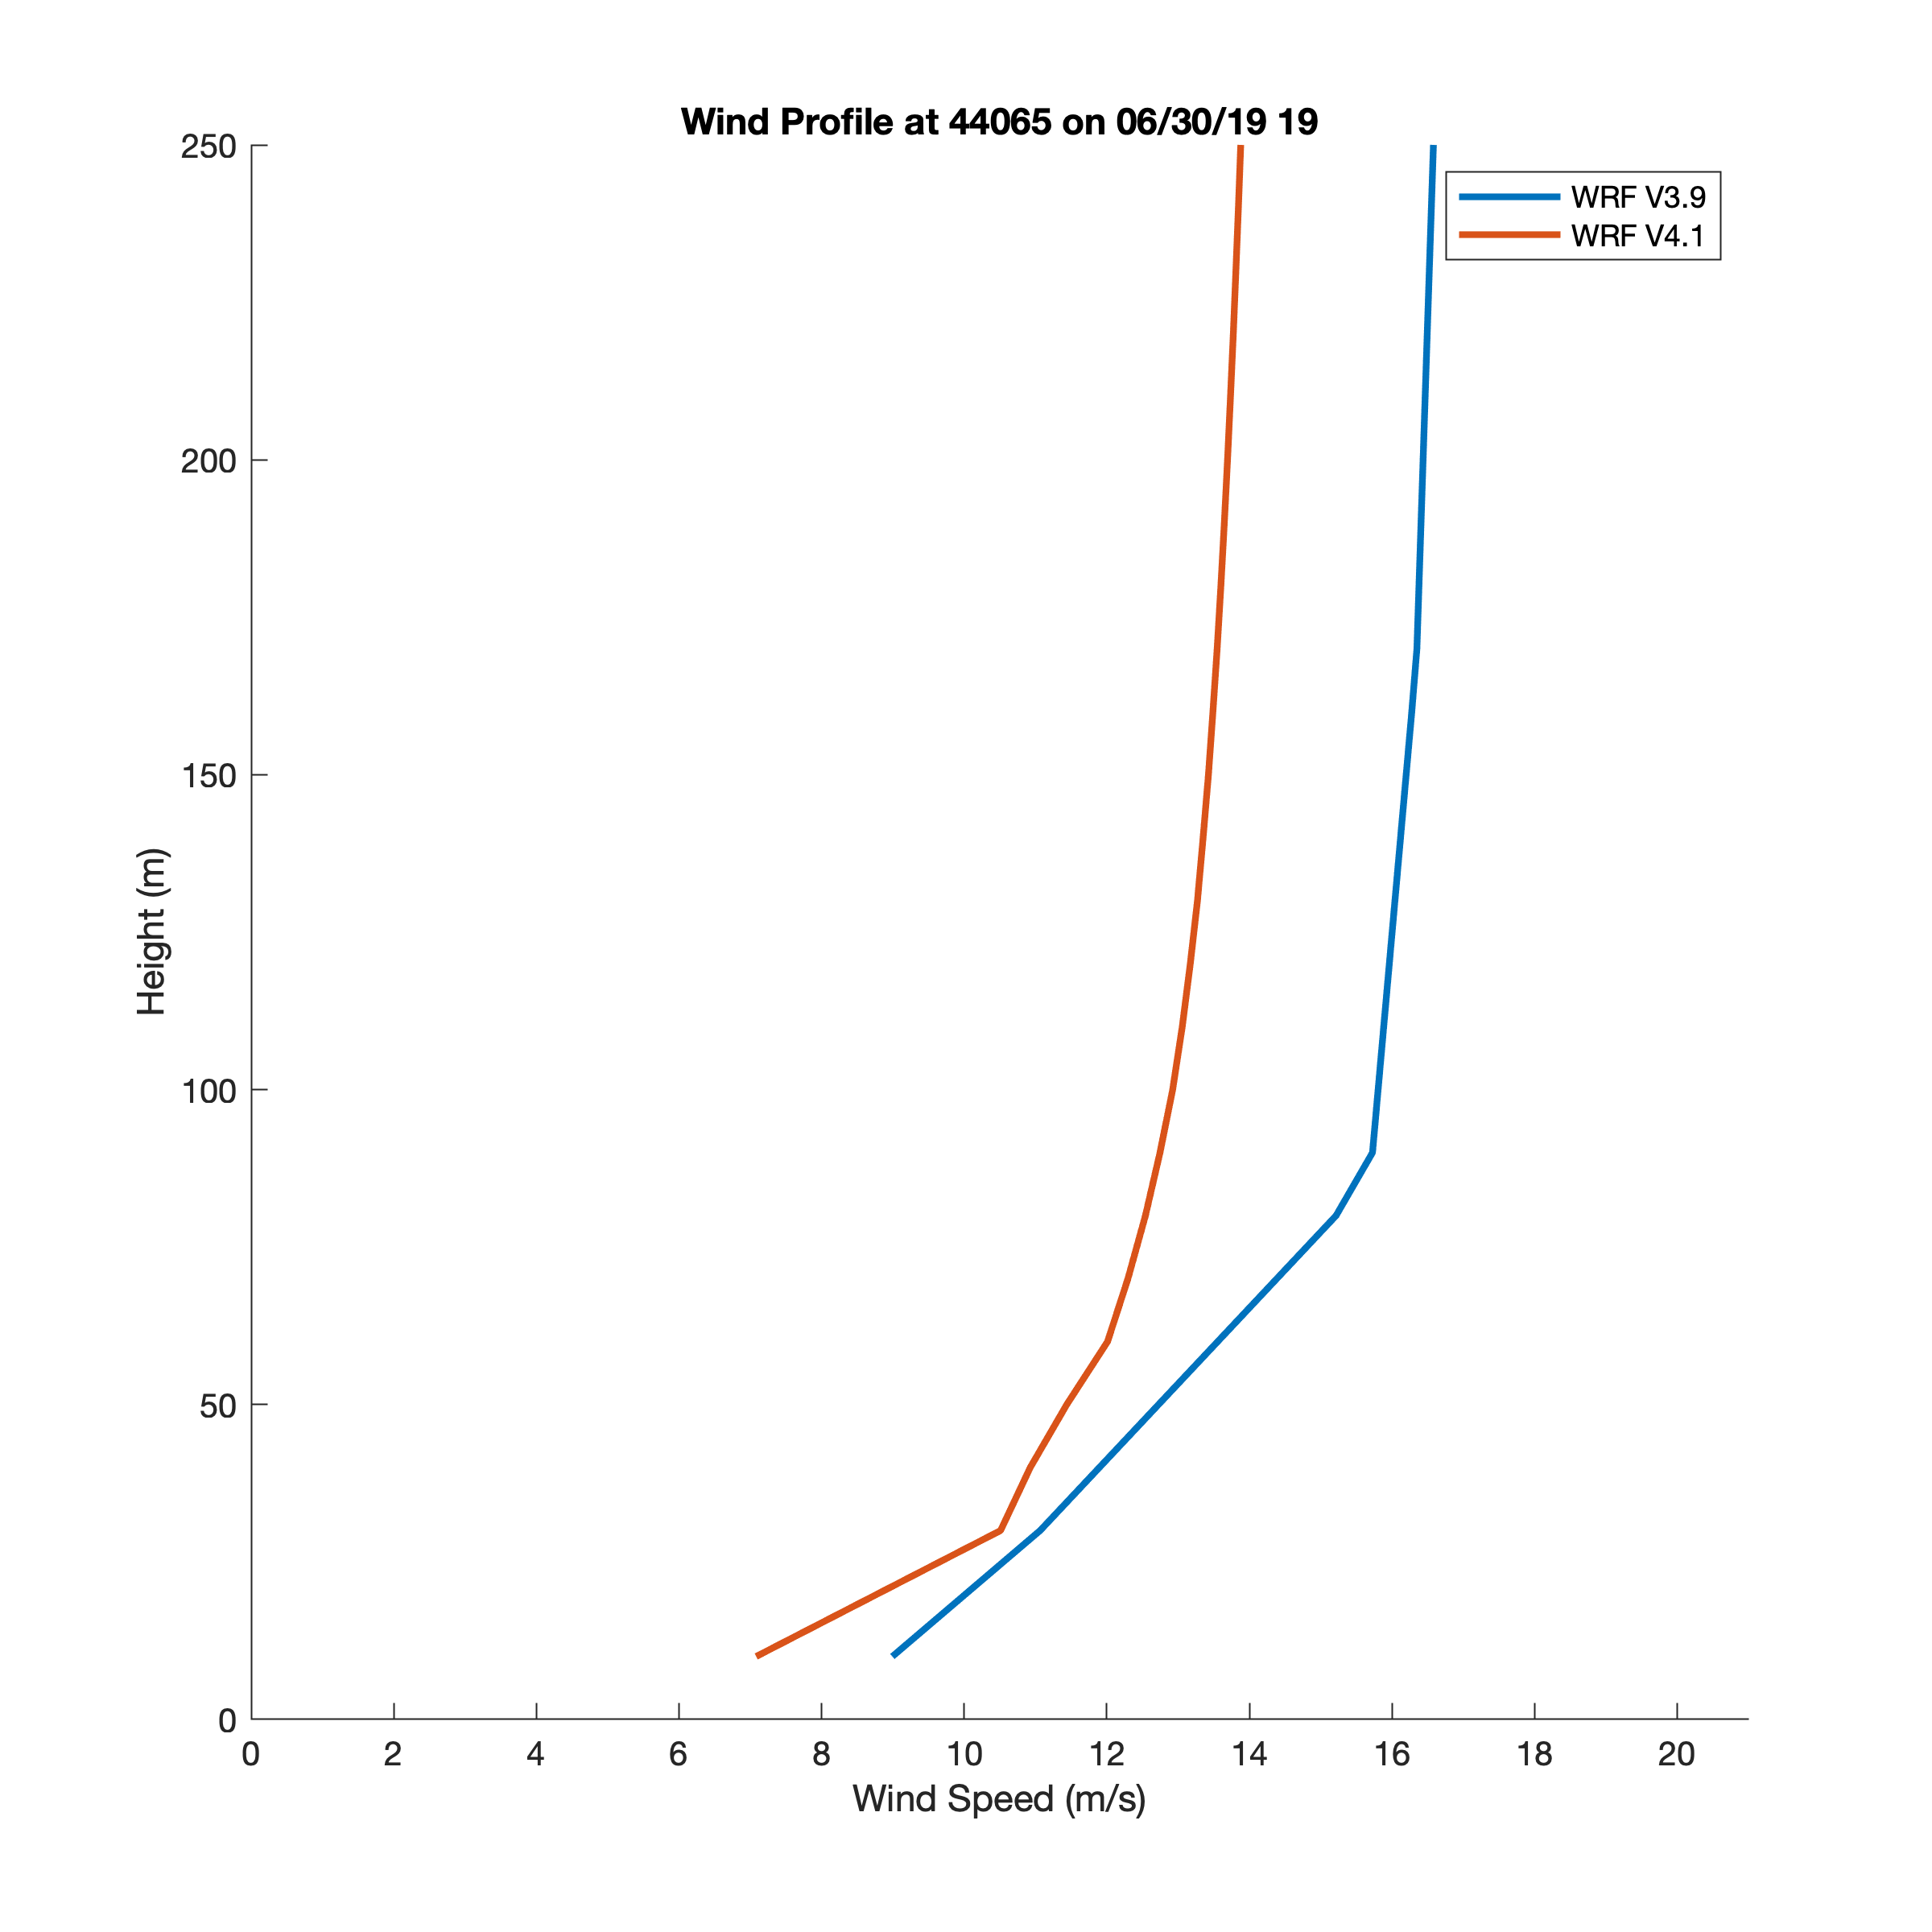 Wind Profile at 44065 on 06/30/19 19
WRF V3.9
WRF V4.1
250
200
150
100
50
0
Height (m)
0 2 4 6 8 10 12 14 16 18 20
Wind Speed (m/s)